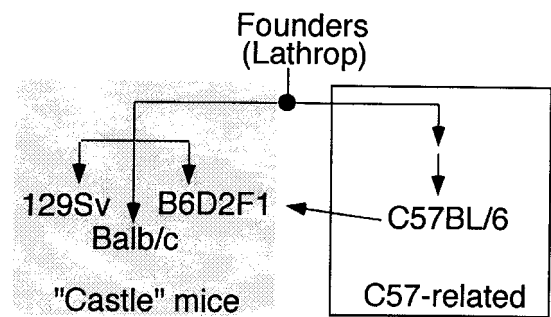 Founders
(Lathrop)
129Sv B6D2F1
Balb/c
C57BL/6
"Castle" mice
C57-related